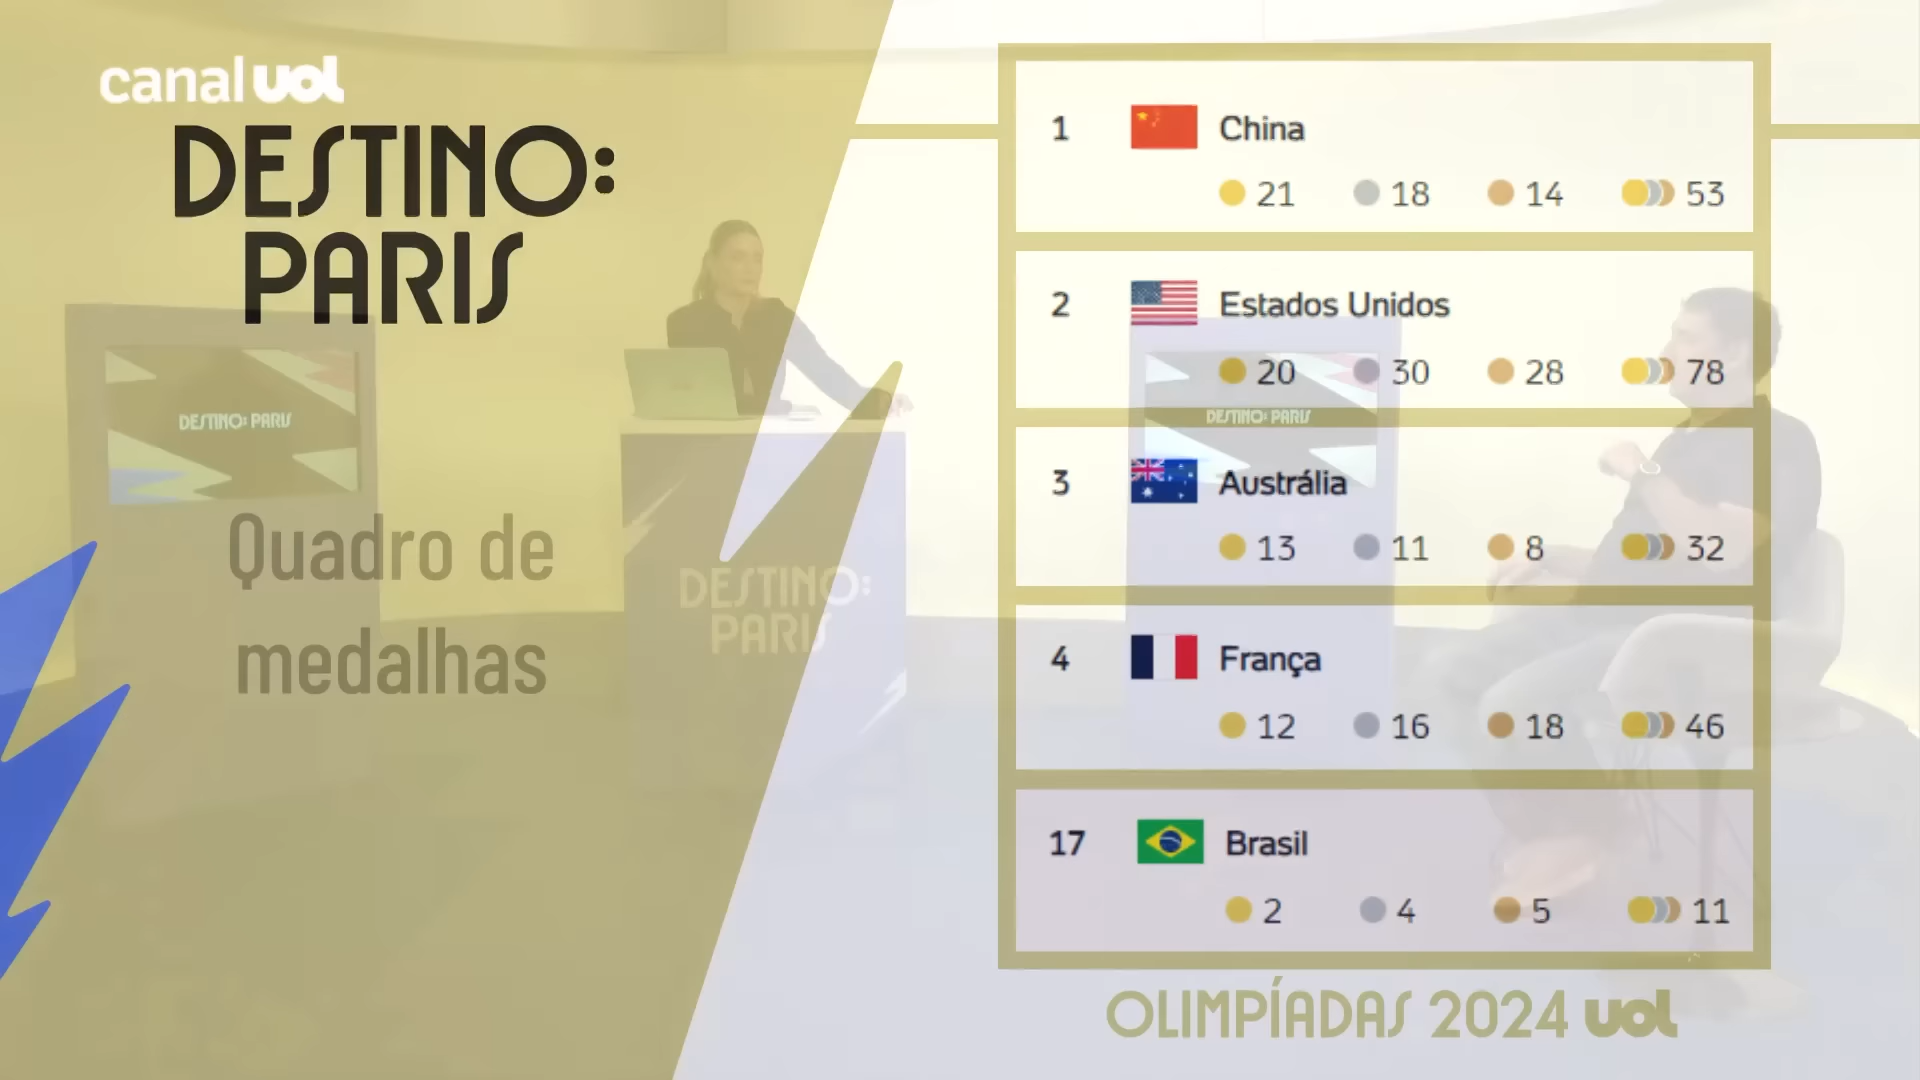 canal uol
DESTINO:
PARIS
Quadro de
medalhas
DESTINO: PARIS
DESTINO:
PARIS
DESTINO: PARIS
1 China
21 18 14 53
2 Estados Unidos
20 30 28 78
3 Austrália
13 11 8 32
4 França
12 16 18 46
17 Brasil
2 4 5 11
OLIMPÍADAS 2024 uol